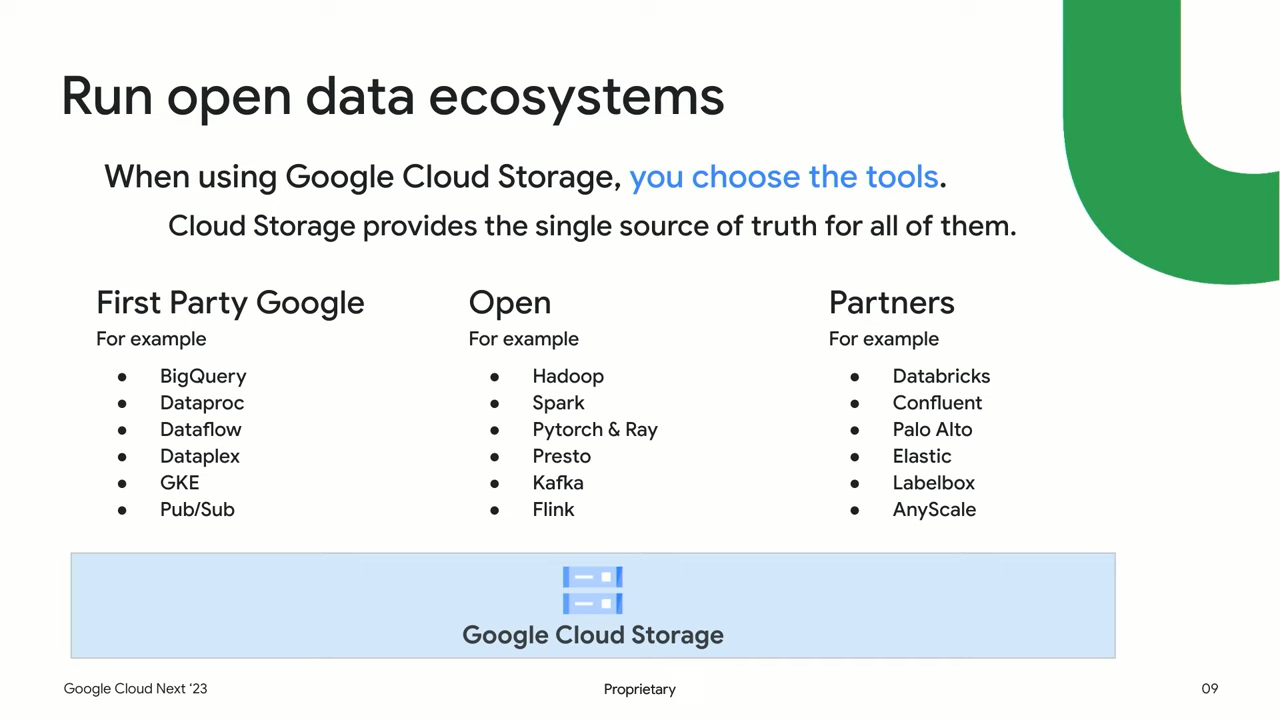 Run open data ecosystems
When using Google Cloud Storage, you choose the tools.
Cloud Storage provides the single source of truth for all of them.
First Party Google
For example
● BigQuery
● Dataproc
● Dataflow
● Dataplex
● GKE
● Pub/Sub
Open
For example
● Hadoop
● Spark
● Pytorch & Ray
● Presto
● Kafka
● Flink
Partners
For example
● Databricks
● Confluent
● Palo Alto
● Elastic
● Labelbox
● AnyScale
Google Cloud Storage
Google Cloud Next ‘23
Proprietary
09